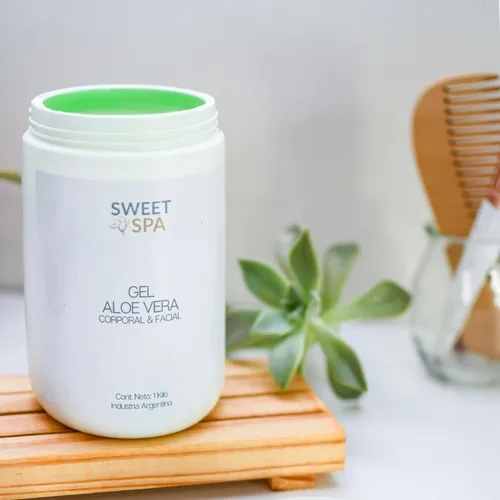 SWEET
SPA
GEL
ALOE VERA
CORPORAL & FACIAL
Cont. Neto: 1 Kilo
Industria Argentina